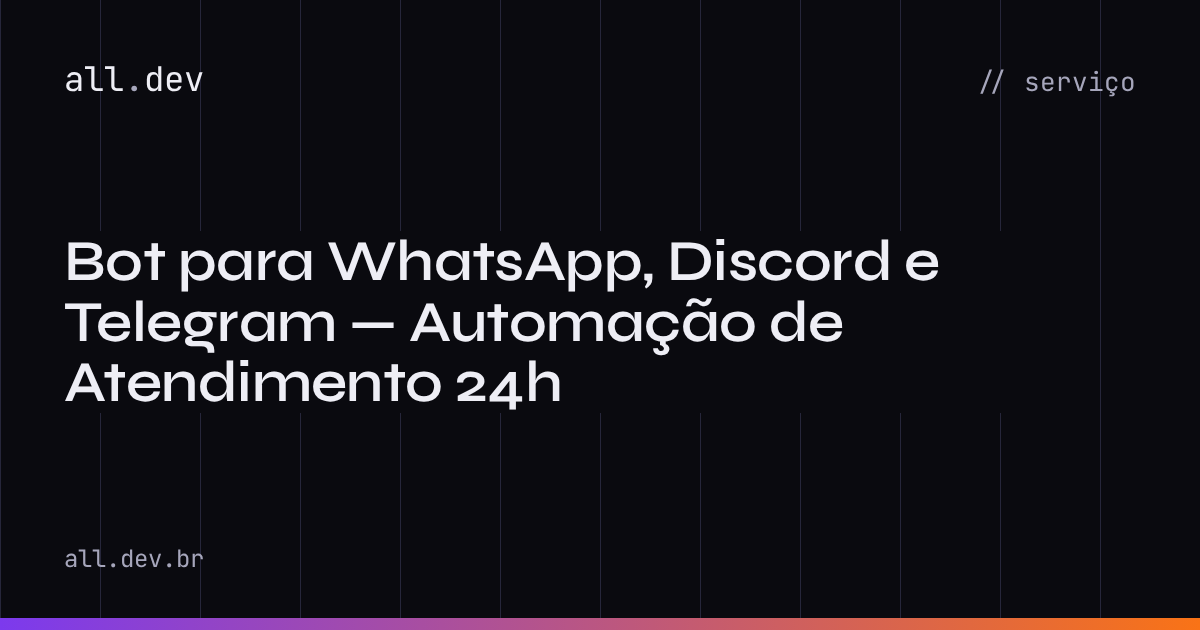 all.dev
// serviço
Bot para WhatsApp, Discord e
Telegram — Automação de
Atendimento 24h
all.dev.br